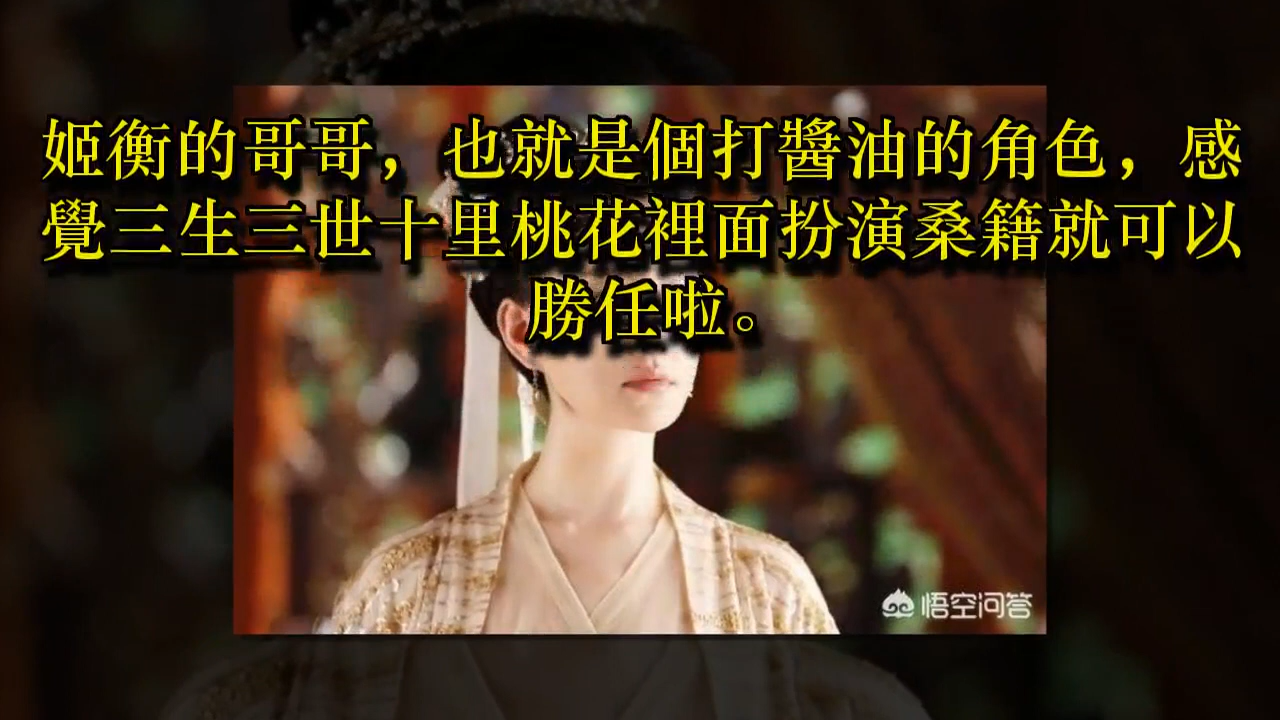 姬衡的哥哥，也就是個打醬油的角色，感
覺三生三世十里桃花裡面扮演桑籍就可以
勝任啦。
悟空问答